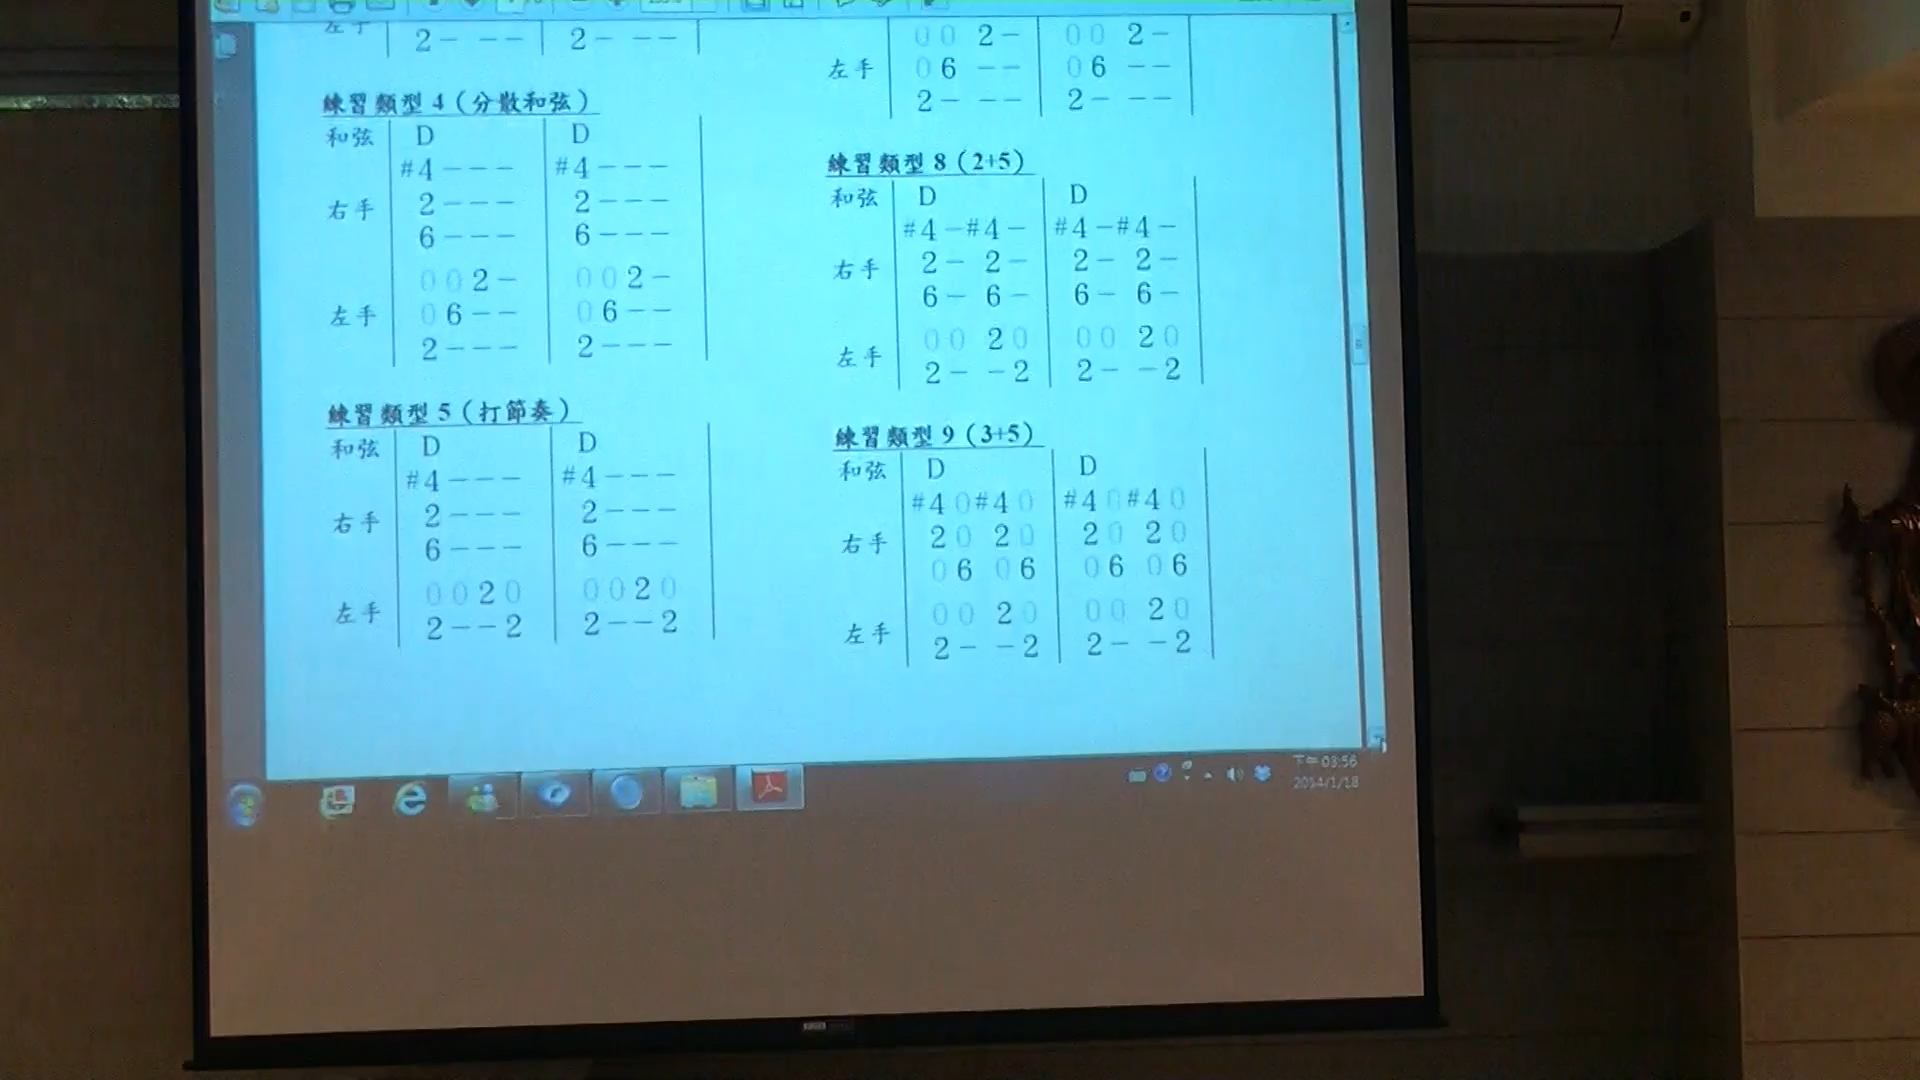 左手
2 – – –	2 – – –
練習類型 4（分散和弦）
和弦 D D
#4 – – –	#4 – – –
2 – – –	2 – – –
右手
6 – – –	6 – – –
0 0 2 –	0 0 2 –
左手 0 6 – –	0 6 – –
2 – – –	2 – – –
練習類型 5（打節奏）
和弦 D D
#4 – – –	#4 – – –
2 – – –	2 – – –
右手
6 – – –	6 – – –
0 0 2 0	0 0 2 0
左手
2 – – 2	2 – – 2
0 0 2 –	0 0 2 –
左手 0 6 – –	0 6 – –
2 – – –	2 – – –
練習類型 8（2+5）
和弦 D D
#4 – #4 –	#4 – #4 –
右手 2 – 2 –	2 – 2 –
6 – 6 –	6 – 6 –
0 0 2 0	0 0 2 0
左手
2 – – 2	2 – – 2
練習類型 9（3+5）
和弦 D D
#4 0 #4 0	#4 0 #4 0
右手 2 0 2 0	2 0 2 0
0 6 0 6	0 6 0 6
0 0 2 0	0 0 2 0
左手
2 – – 2	2 – – 2
下午 03:56
2014/1/18